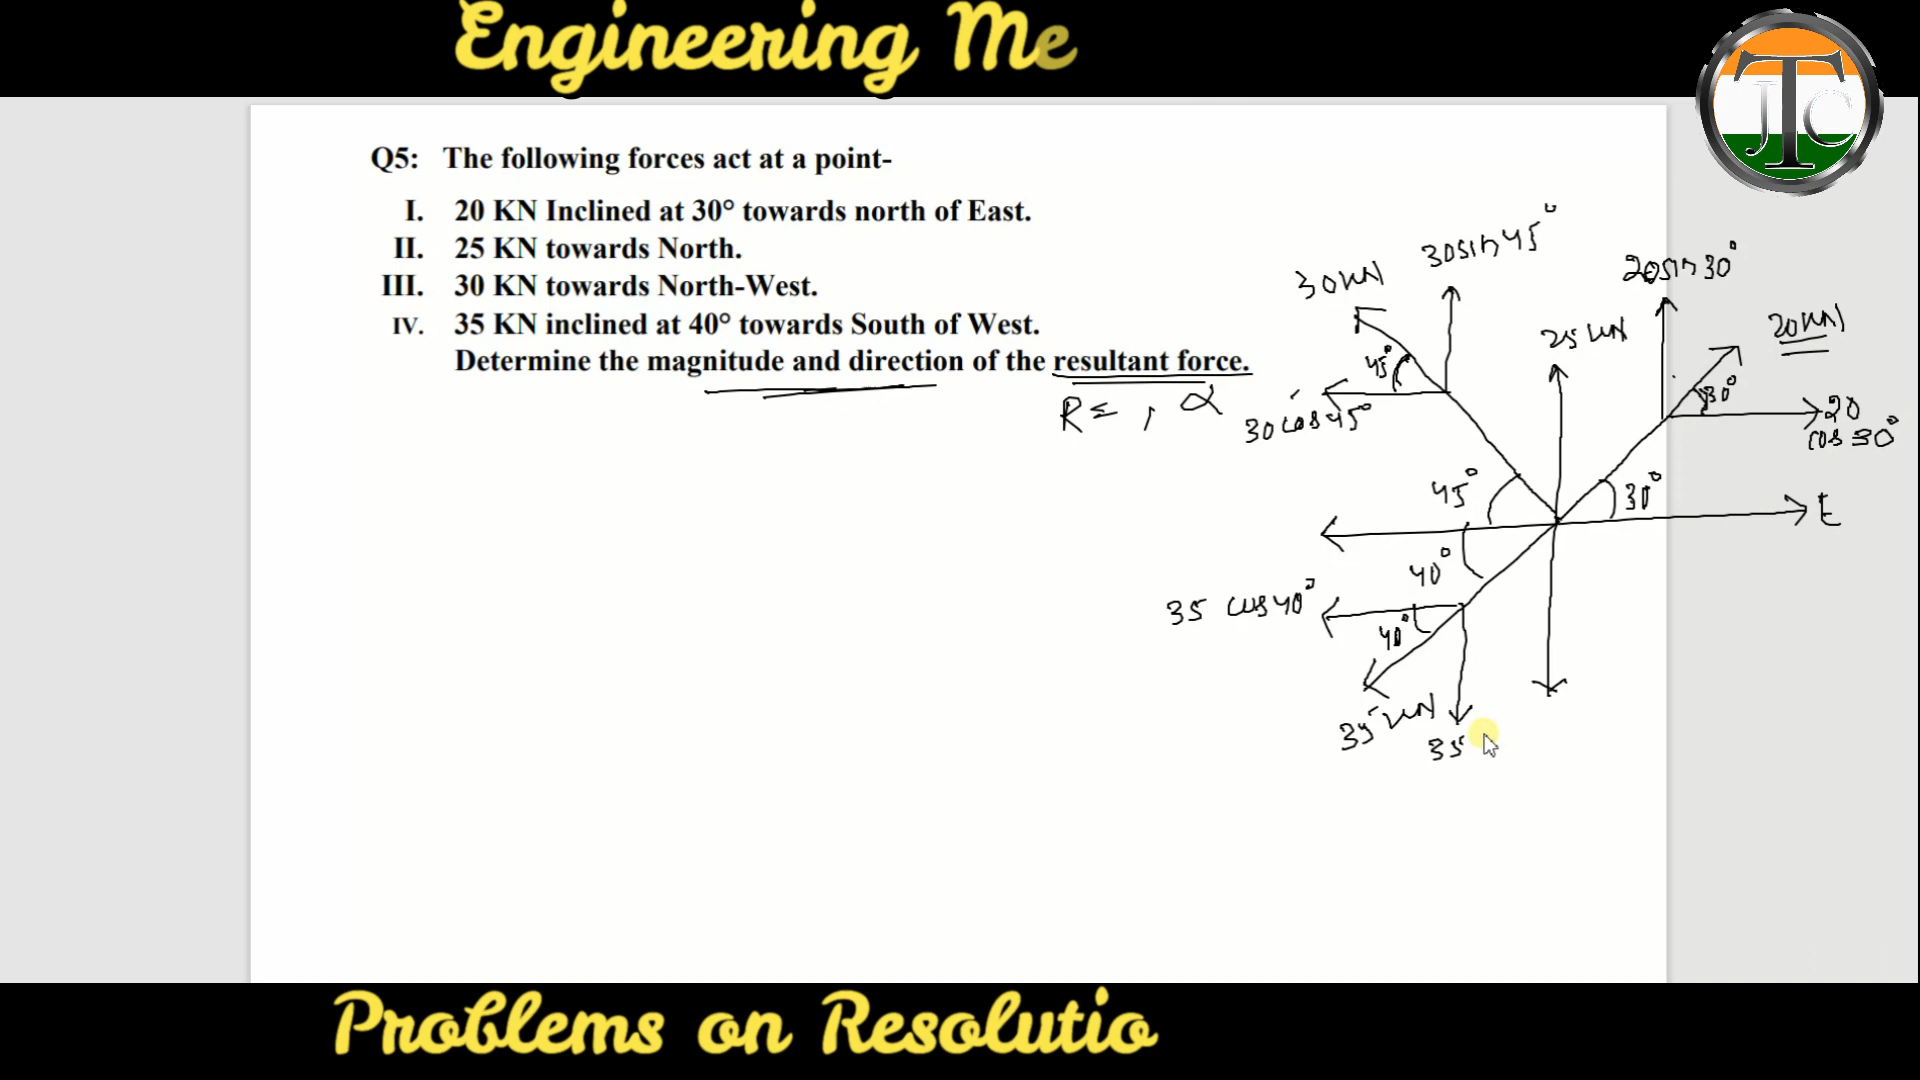 Engineering Me
JTC
Q5: The following forces act at a point-
I. 20 KN Inclined at 30° towards north of East.
II. 25 KN towards North.
III. 30 KN towards North-West.
IV. 35 KN inclined at 40° towards South of West.
Determine the magnitude and direction of the resultant force.
R= , α
30 sin 45°
30 KN
20 sin 30°
20 KN
25 KN
45°
30°
30 cos 45°
20
cos 30°
45°
30°
E
40°
35 cos 40°
40°
35 KN
35
Problems on Resolutio